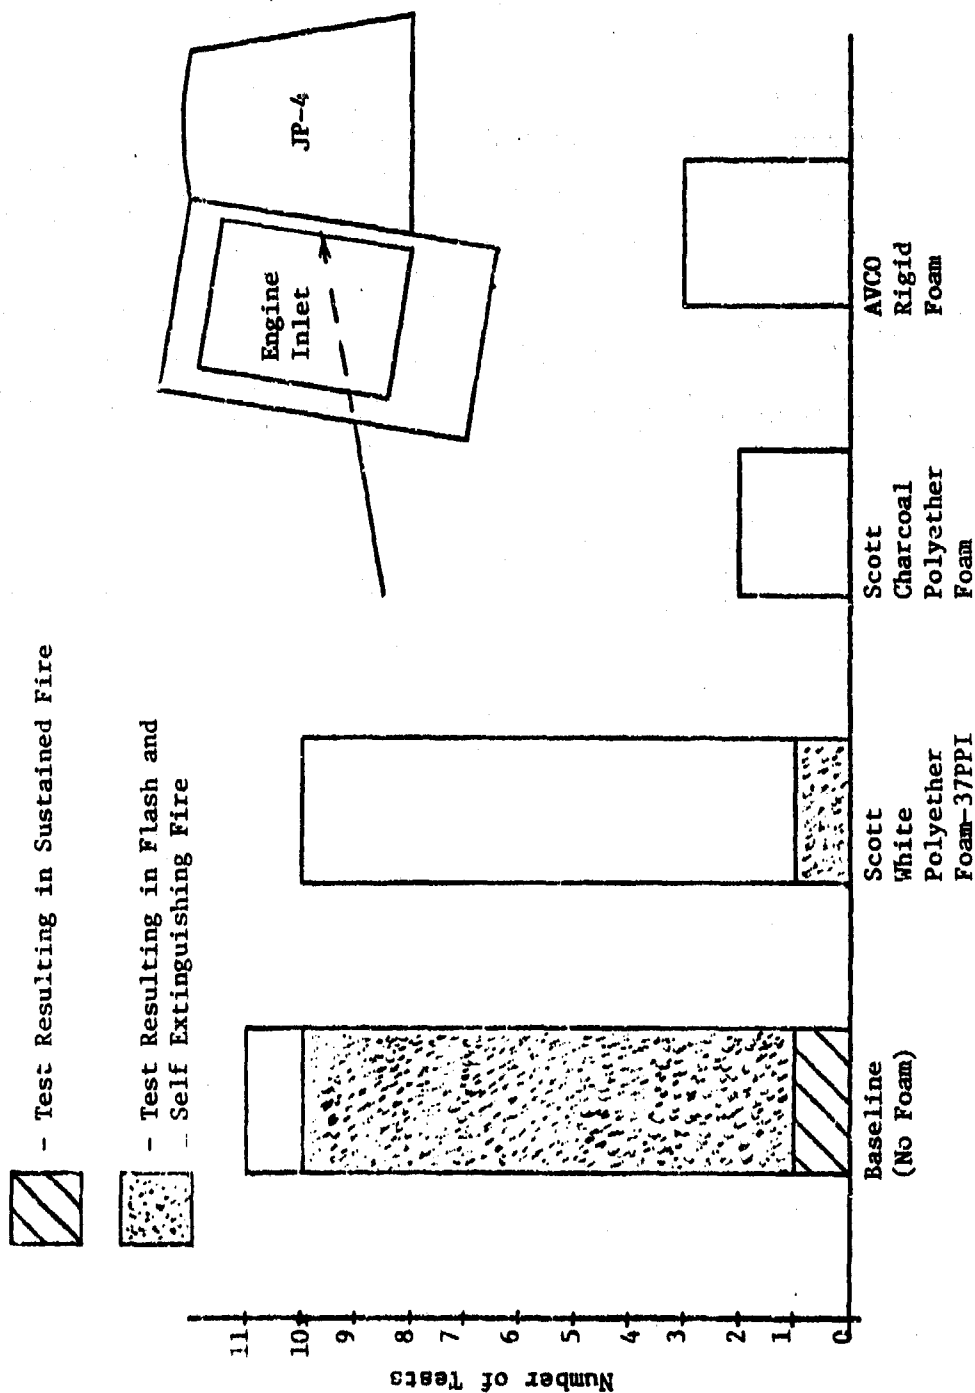 - Test Resulting in Sustained Fire
- Test Resulting in Flash and
Self Extinguishing Fire
JP-4
Engine
Inlet
Number of Tests
11
10
9
8
7
6
5
4
3
2
1
0
Baseline
(No Foam)
Scott
White
Polyether
Foam-37PPI
Scott
Charcoal
Polyether
Foam
AVCO
Rigid
Foam